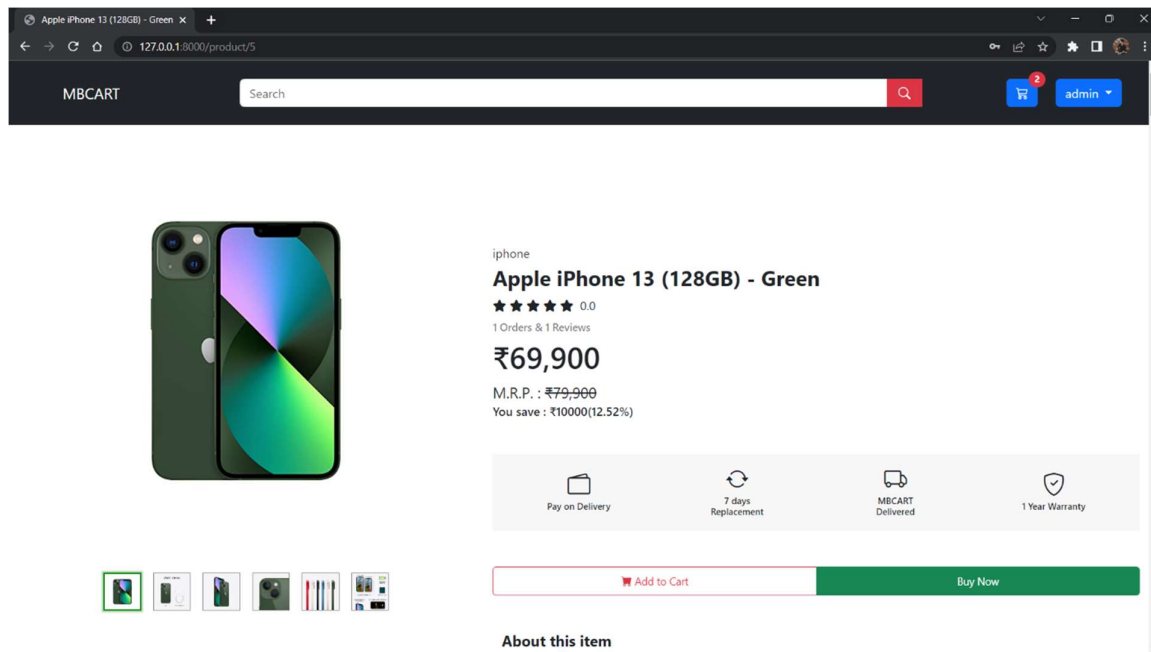 Apple iPhone 13 (128GB) - Green
127.0.0.1:8000/product/5
MBCART
Search
2
admin
iphone
Apple iPhone 13 (128GB) - Green
0.0
1 Orders & 1 Reviews
₹69,900
M.R.P. : ₹79,900
You save : ₹10000(12.52%)
Pay on Delivery
7 days
Replacement
MBCART
Delivered
1 Year Warranty
Add to Cart
Buy Now
About this item